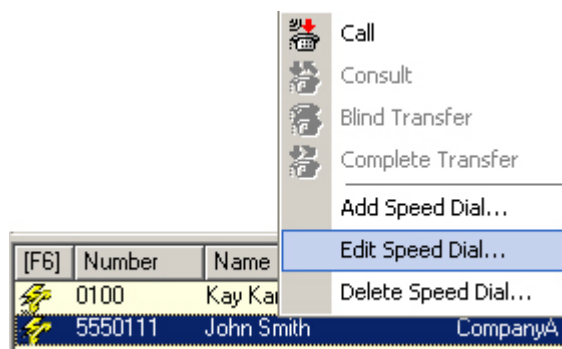 Call
Consult
Blind Transfer
Complete Transfer
Add Speed Dial...
Edit Speed Dial...
Delete Speed Dial...
[F6] Number Name
0100 Kay
5550111 John Smith CompanyA